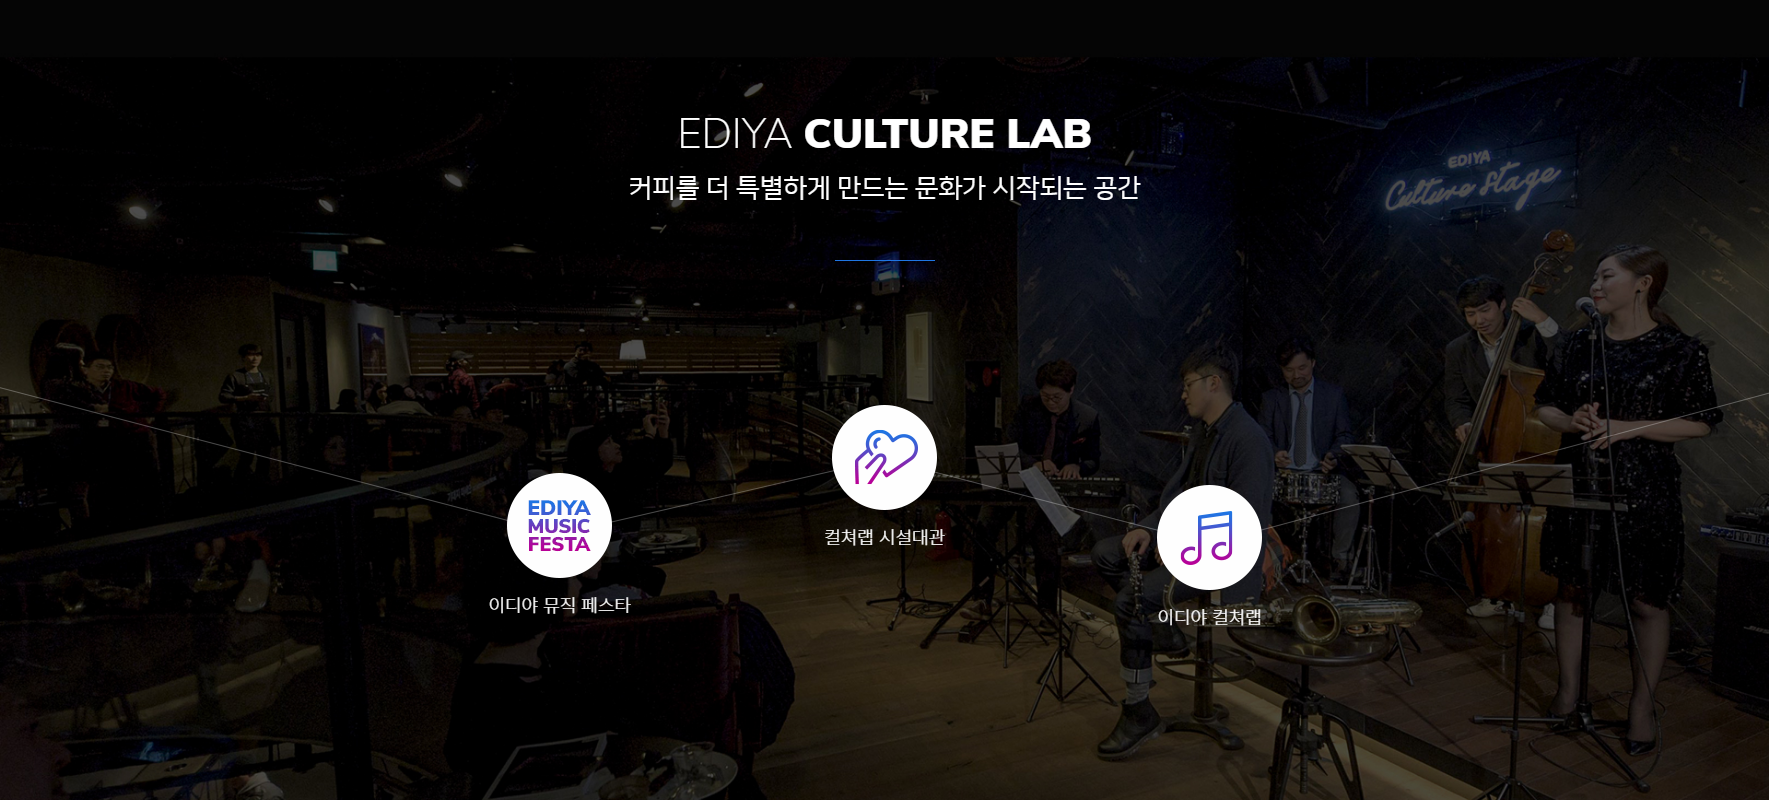 EDIYA CULTURE LAB
커피를 더 특별하게 만드는 문화가 시작되는 공간
EDIYA
Culture Stage
EDIYA
MUSIC
FESTA
이디야 뮤직 페스타
컬쳐랩 시설대관
이디야 컬쳐랩